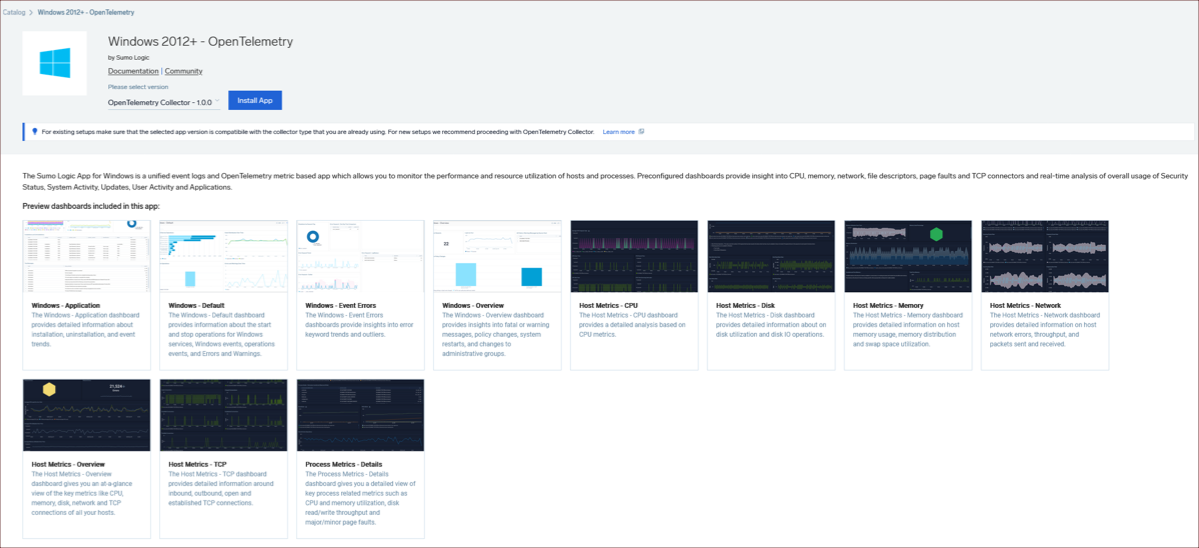 Catalog > Windows 2012+ - OpenTelemetry
Windows 2012+ - OpenTelemetry
by Sumo Logic
Documentation | Community
Please select version
OpenTelemetry Collector - 1.0.0
Install App
For existing setups make sure that the selected app version is compatibile with the collector type that you are already using. For new setups we recommend proceeding with OpenTelemetry Collector. Learn more
The Sumo Logic App for Windows is a unified event logs and OpenTelemetry metric based app which allows you to monitor the performance and resource utilization of hosts and processes. Preconfigured dashboards provide insight into CPU, memory, network, file descriptors, page faults and TCP connectors and real-time analysis of overall usage of Security
Status, System Activity, Updates, User Activity and Applications.
Preview dashboards included in this app:
Windows - Application
The Windows - Application dashboard
provides detailed information about
installation, uninstallation, and event
trends.
Windows - Default
The Windows - Default dashboard
provides information about the start
and stop operations for Windows
services, Windows events, operations
events, and Errors and Warnings.
Windows - Event Errors
The Windows - Event Errors
dashboards provide insights into error
keyword trends and outliers.
Windows - Overview
The Windows - Overview dashboard
provides insights into fatal or warning
messages, policy changes, system
restarts, and changes to
administrative groups.
Host Metrics - CPU
The Host Metrics - CPU dashboard
provides a detailed analysis based on
CPU metrics.
Host Metrics - Disk
The Host Metrics - Disk dashboard
provides detailed information about on
disk utilization and disk IO operations.
Host Metrics - Memory
The Host Metrics - Memory dashboard
provides detailed information on host
memory usage, memory distribution
and swap space utilization.
Host Metrics - Network
The Host Metrics - Network dashboard
provides detailed information on host
network errors, throughput, and
packets sent and received.
Host Metrics - Overview
The Host Metrics - Overview
dashboard gives you an at-a-glance
view of the key metrics like CPU,
memory, disk, network and TCP
connections of all your hosts.
Host Metrics - TCP
The Host Metrics - TCP dashboard
provides detailed information around
inbound, outbound, open and
established TCP connections.
Process Metrics - Details
The Process Metrics - Details
dashboard gives you a detailed view of
key process related metrics such as
CPU and memory utilization, disk
read/write throughput and
major/minor page faults.